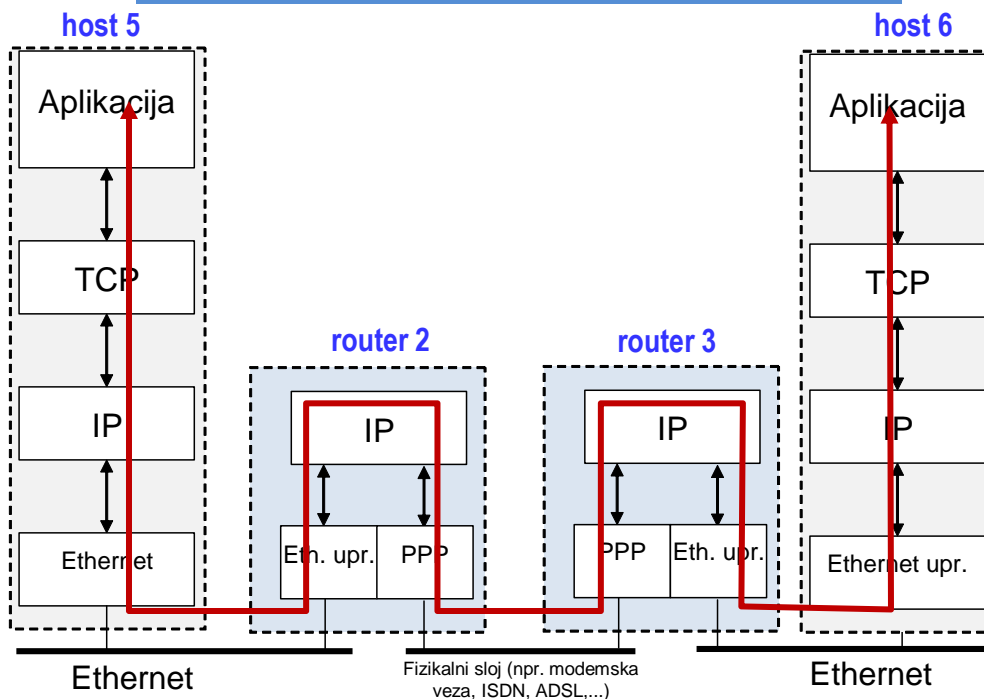 host 5
host 6
Aplikacija
Aplikacija
TCP
TCP
router 2
router 3
IP
IP
IP
IP
Ethernet
Eth. upr.
PPP
PPP
Eth. upr.
Ethernet upr.
Ethernet
Fizikalni sloj (npr. modemska
veza, ISDN, ADSL,...)
Ethernet